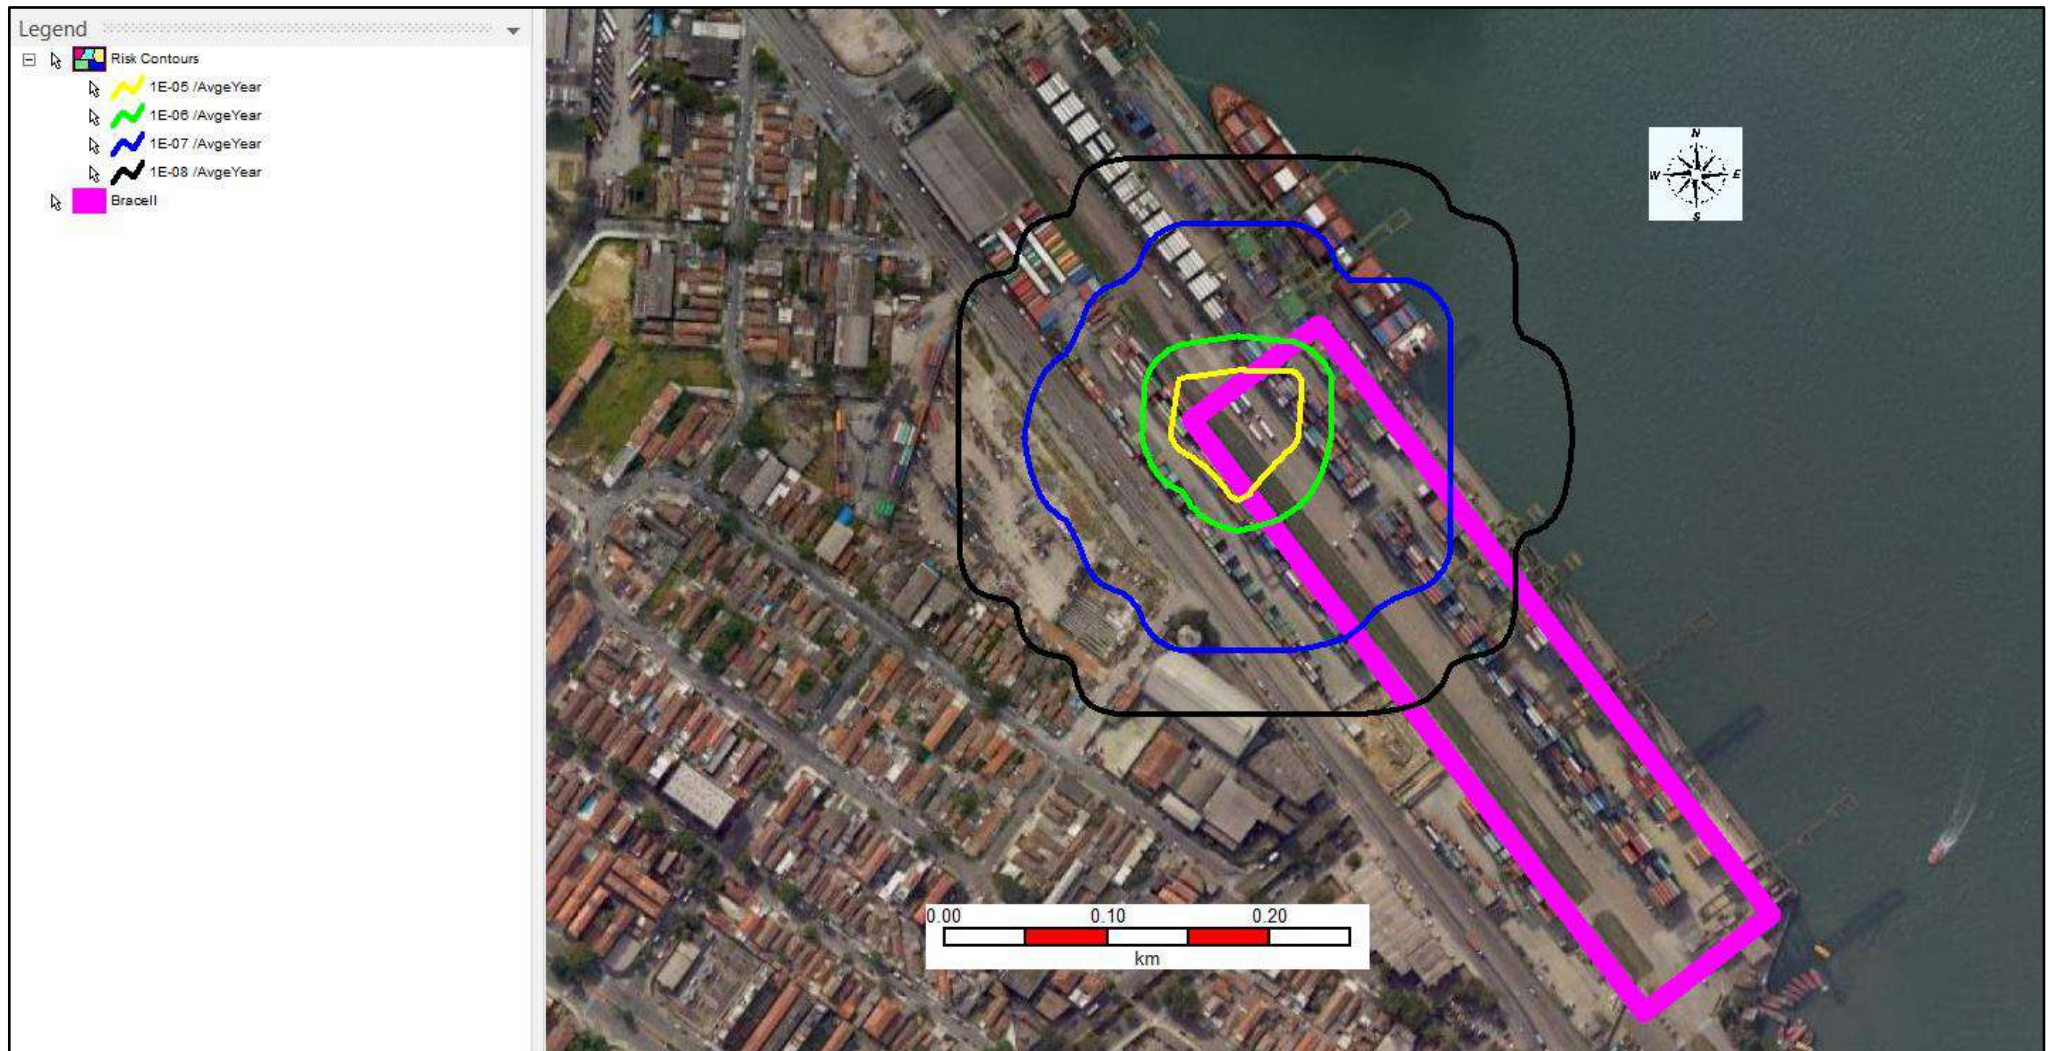 Legend
Risk Contours
1E-05 /AvgeYear
1E-06 /AvgeYear
1E-07 /AvgeYear
1E-08 /AvgeYear
Bracell
N
W E
S
0.00 0.10 0.20
km